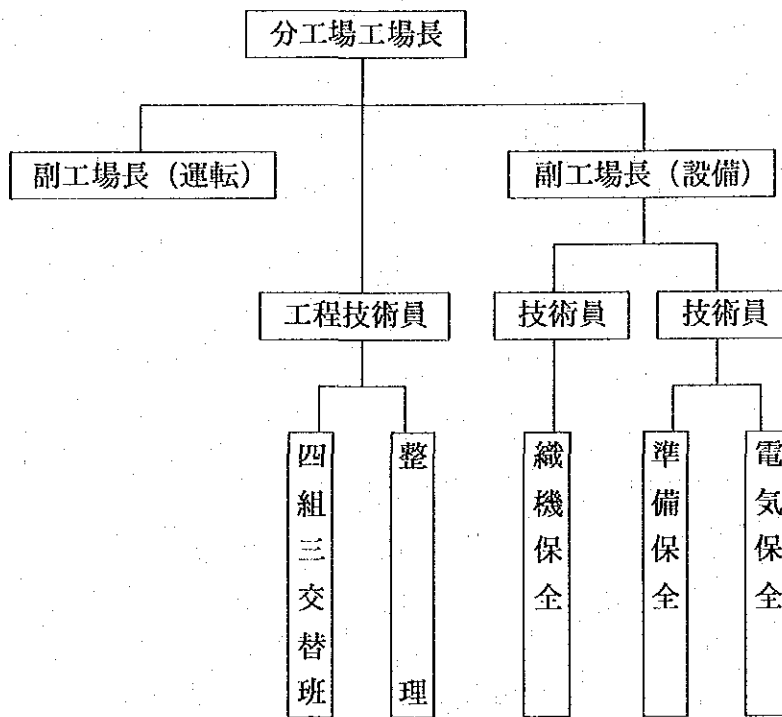 分工場工場長
副工場長（運転）
副工場長（設備）
工程技術員
技術員
技術員
四組三交替班
整理
織機保全
準備保全
電気保全